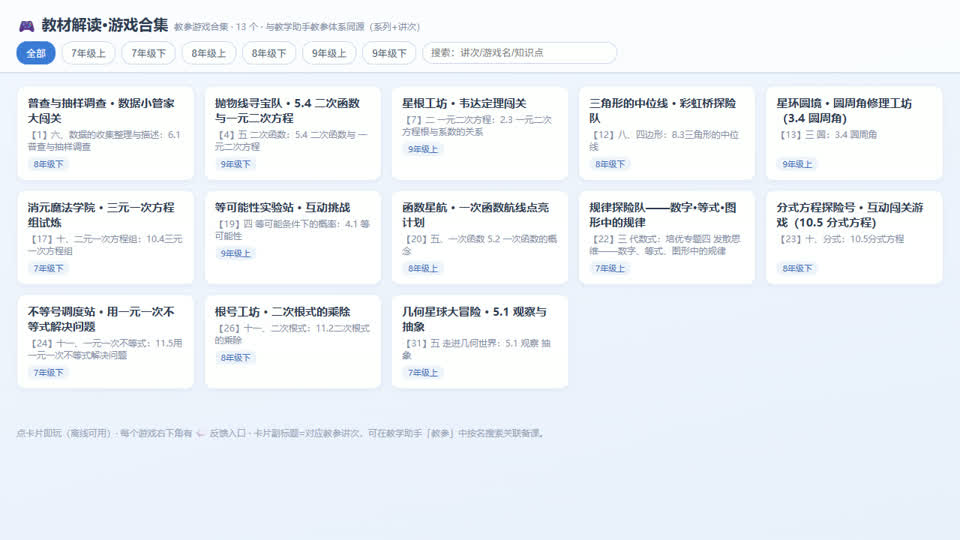 教材解读•游戏合集 教参游戏合集 · 13 个 · 与教学助手教参体系同源（系列+讲次）
全部 7年级上 7年级下 8年级上 8年级下 9年级上 9年级下 搜索：讲次/游戏名/知识点
普查与抽样调查 • 数据小管家
大闯关
【1】六、数据的收集整理与描述：6.1
普查与抽样调查
8年级下
抛物线寻宝队 • 5.4 二次函数
与一元二次方程
【4】五 二次函数：5.4 二次函数与 一
元二次方程
9年级下
星根工坊 • 韦达定理闯关
【7】二 一元二次方程：2.3 一元二次
方程根与系数的关系
9年级上
三角形的中位线 • 彩虹桥探险
队
【12】八、四边形：8.3三角形的中位
线
8年级下
星环圆境 • 圆周角修理工坊
（3.4 圆周角）
【13】三 圆：3.4 圆周角
9年级上
消元魔法学院 • 三元一次方程
组试炼
【17】十、二元一次方程组：10.4三元
一次方程组
7年级下
等可能性实验站 • 互动挑战
【19】四 等可能条件下的概率：4.1 等
可能性
9年级上
函数星航 • 一次函数航线点亮
计划
【20】五、一次函数 5.2 一次函数的概
念
8年级上
规律探险队——数字•等式•图
形中的规律
【22】三 代数式：培优专题四 发散思
维——数字、等式、图形中的规律
7年级上
分式方程探险号 • 互动闯关游
戏（10.5 分式方程）
【23】十、分式：10.5分式方程
8年级下
不等号调度站 • 用一元一次不
等式解决问题
【24】十一、一元一次不等式：11.5用
一元一次不等式解决问题
7年级下
根号工坊 • 二次根式的乘除
【26】十一、二次根式：11.2二次根式
的乘除
8年级下
几何星球大冒险 • 5.1 观察与
抽象
【31】五 走进几何世界：5.1 观察 抽
象
7年级上
点卡片即玩（离线可用）· 每个游戏右下角有 反馈入口 · 卡片副标题=对应教参讲次，可在教学助手「教参」中按名搜索关联备课。